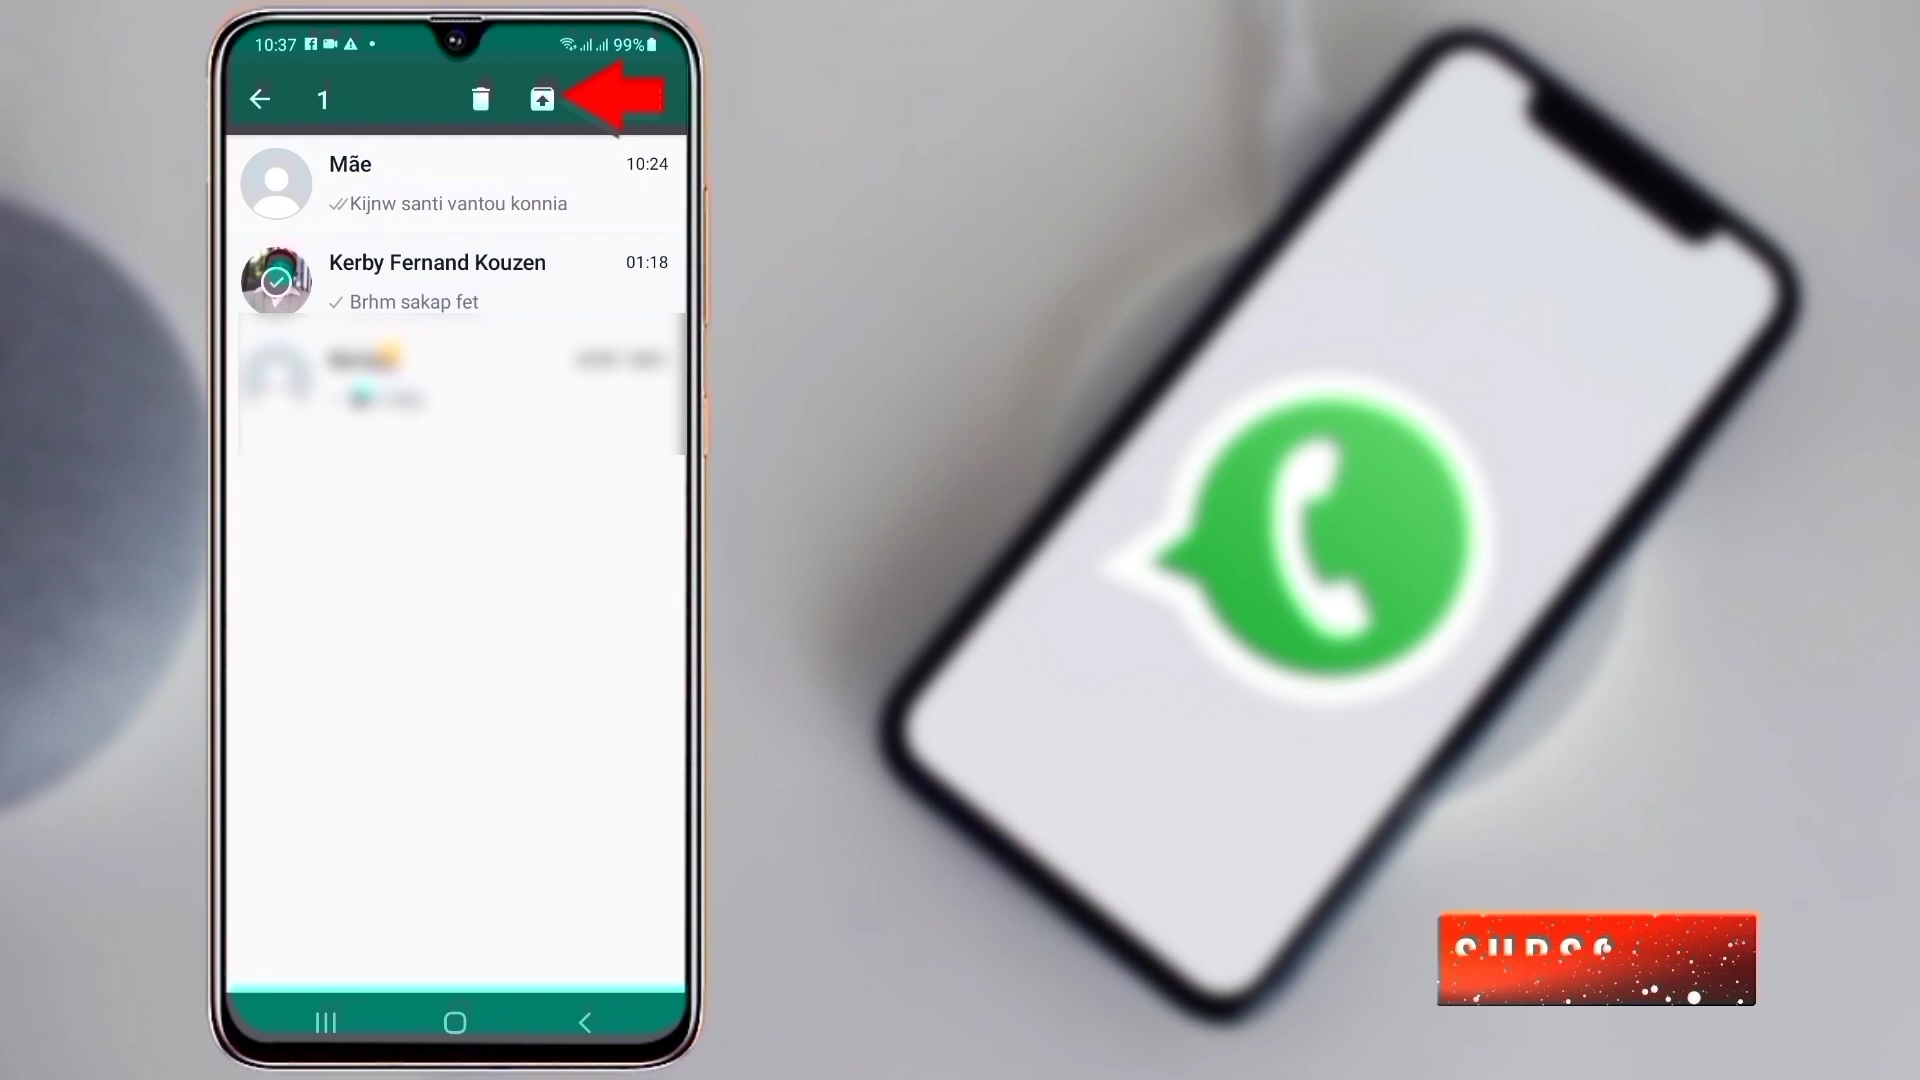 10:37
99%
1
Mãe
10:24
Kijnw santi vantou konnia
Kerby Fernand Kouzen
01:18
Brhm sakap fet